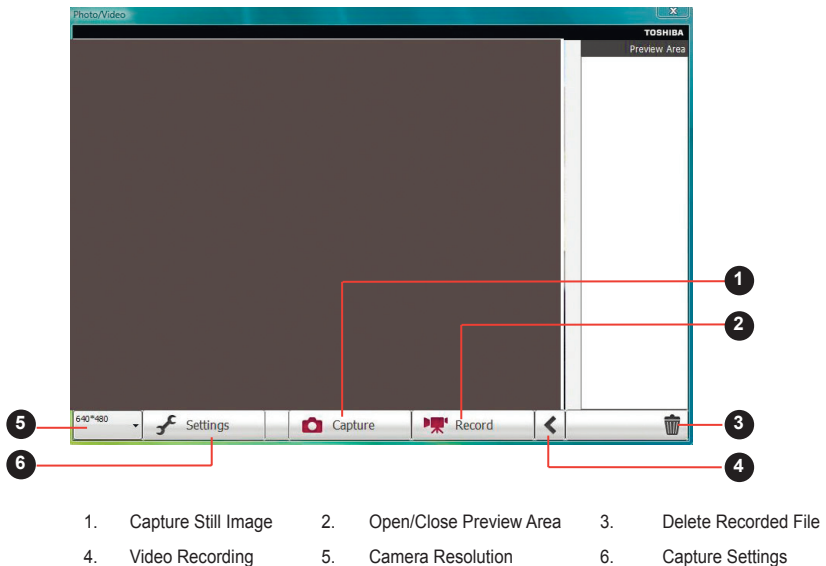 Photo/Video x
TOSHIBA
Preview Area
1
2
640*480 Settings Capture Record
5
3
6
4
1. Capture Still Image 2. Open/Close Preview Area 3. Delete Recorded File
4. Video Recording 5. Camera Resolution 6. Capture Settings